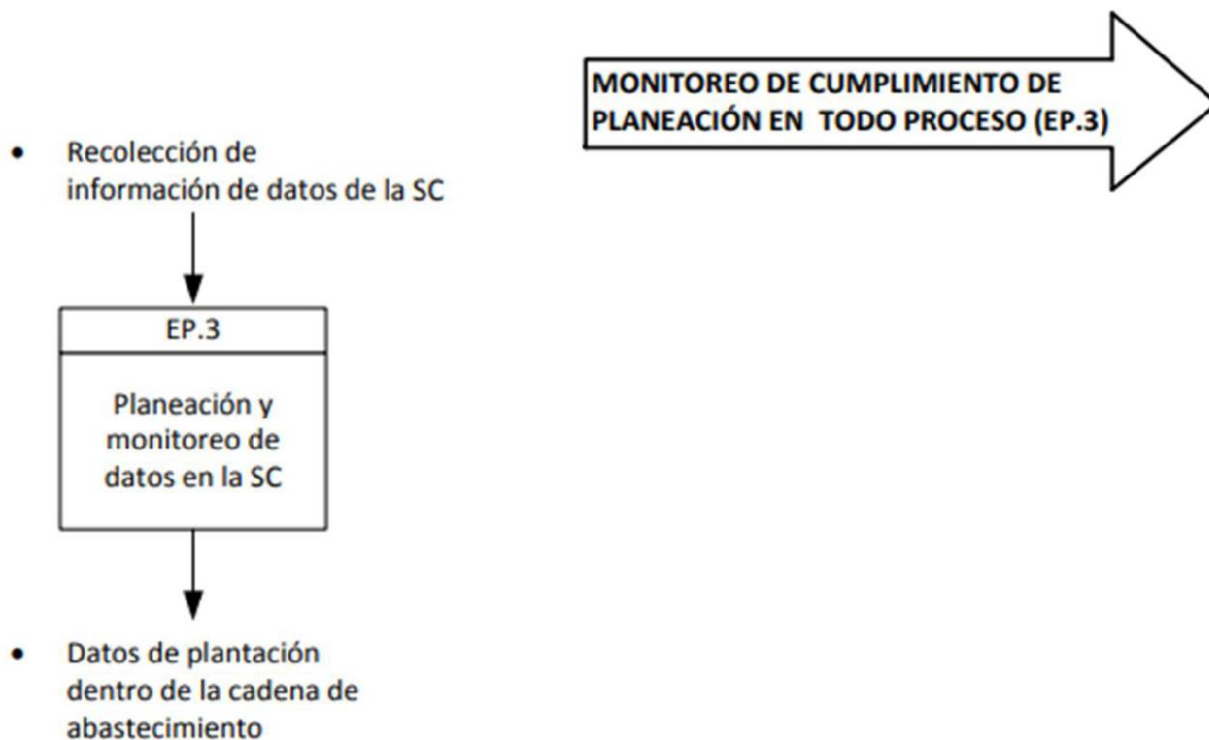 MONITOREO DE CUMPLIMIENTO DE
PLANEACIÓN EN TODO PROCESO (EP.3)
• Recolección de
información de datos de la SC
EP.3
Planeación y
monitoreo de
datos en la SC
• Datos de plantación
dentro de la cadena de
abastecimiento